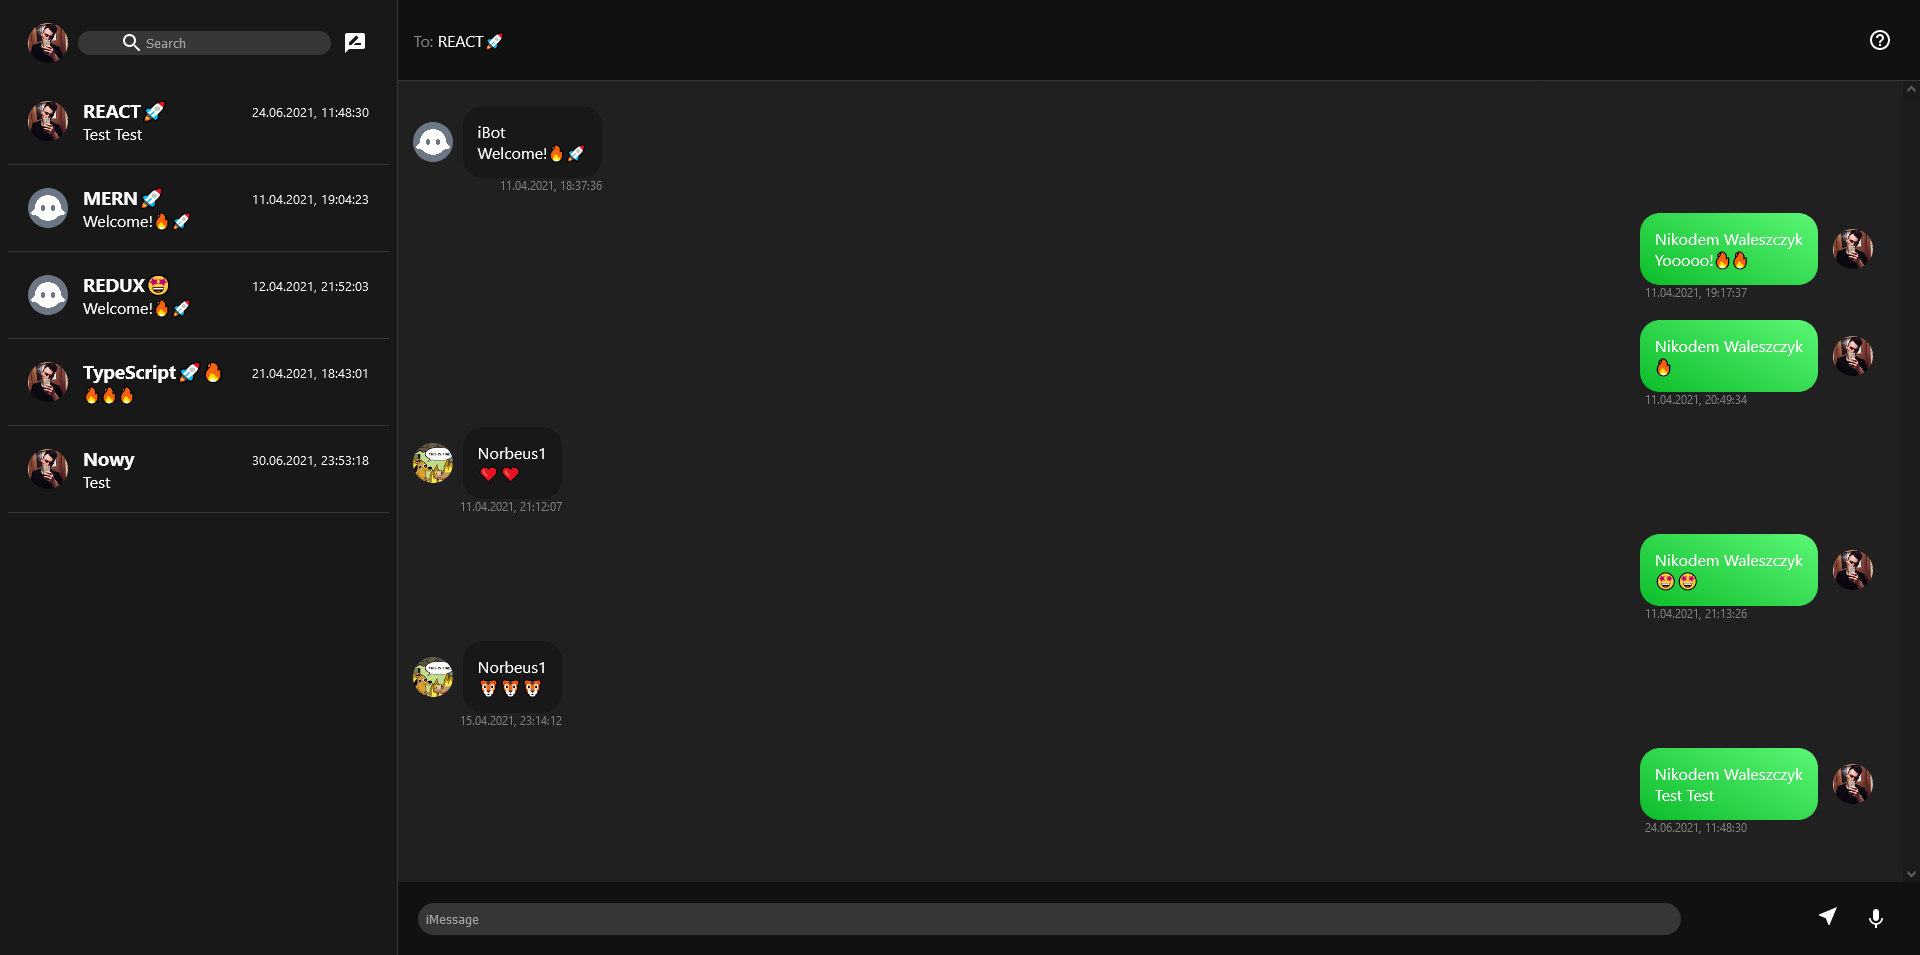 Search
REACT🚀
24.06.2021, 11:48:30
Test Test
MERN🚀
11.04.2021, 19:04:23
Welcome!🔥🚀
REDUX🤩
12.04.2021, 21:52:03
Welcome!🔥🚀
TypeScript🚀🔥
21.04.2021, 18:43:01
🔥🔥🔥
Nowy
30.06.2021, 23:53:18
Test
To: REACT🚀
iBot
Welcome!🔥🚀
11.04.2021, 18:37:36
Nikodem Waleszczyk
Yooooo!🔥🔥
11.04.2021, 19:17:37
Nikodem Waleszczyk
🔥
11.04.2021, 20:49:34
Norbeus1
❤️❤️
11.04.2021, 21:12:07
Nikodem Waleszczyk
🤩🤩
11.04.2021, 21:13:26
Norbeus1
🐯🐯🐯
15.04.2021, 23:14:12
Nikodem Waleszczyk
Test Test
24.06.2021, 11:48:30
iMessage